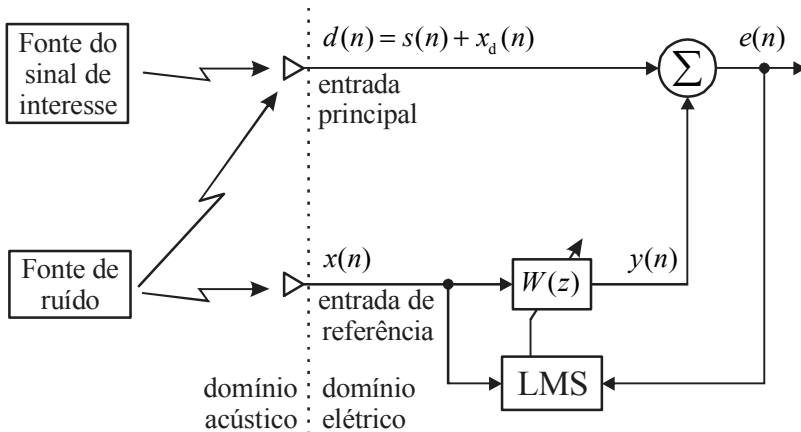 Fonte do
sinal de
interesse
d(n) = s(n) + x_d(n)
e(n)
entrada
principal
Σ
Fonte de
ruído
x(n)
entrada de
referência
W(z)
y(n)
LMS
domínio
acústico
domínio
elétrico